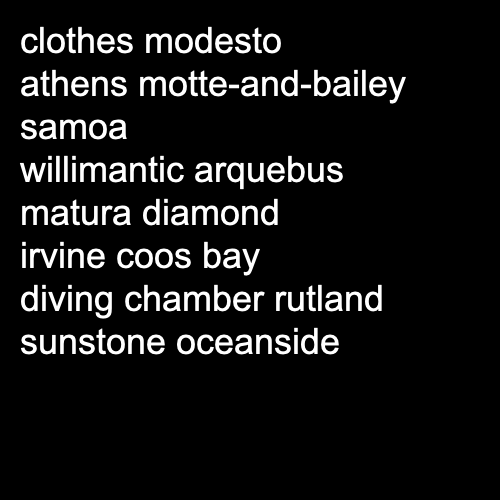 clothes modesto
athens motte-and-bailey
samoa
willimantic arquebus
matura diamond
irvine coos bay
diving chamber rutland
sunstone oceanside